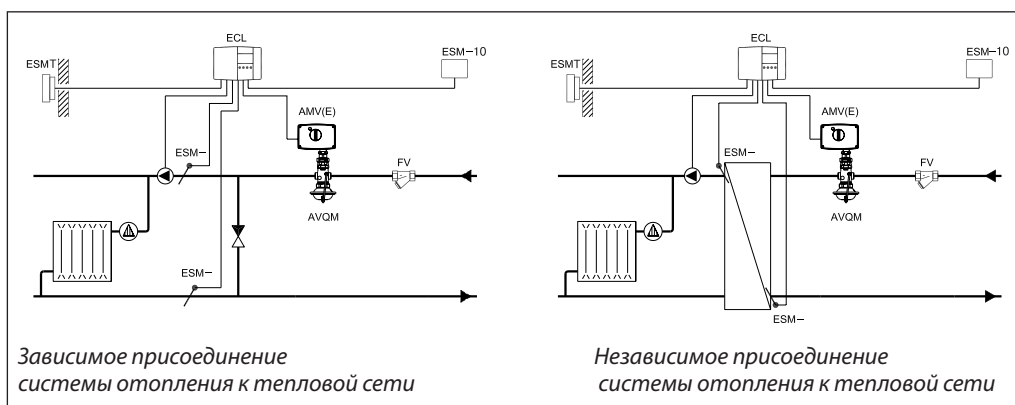 ECL
ESM-10
ESMT
AMV(E)
ESM-
FV
AVQM
ESM-
Зависимое присоединение
системы отопления к тепловой сети
ECL
ESM-10
ESMT
AMV(E)
ESM-
FV
AVQM
ESM-
Независимое присоединение
системы отопления к тепловой сети